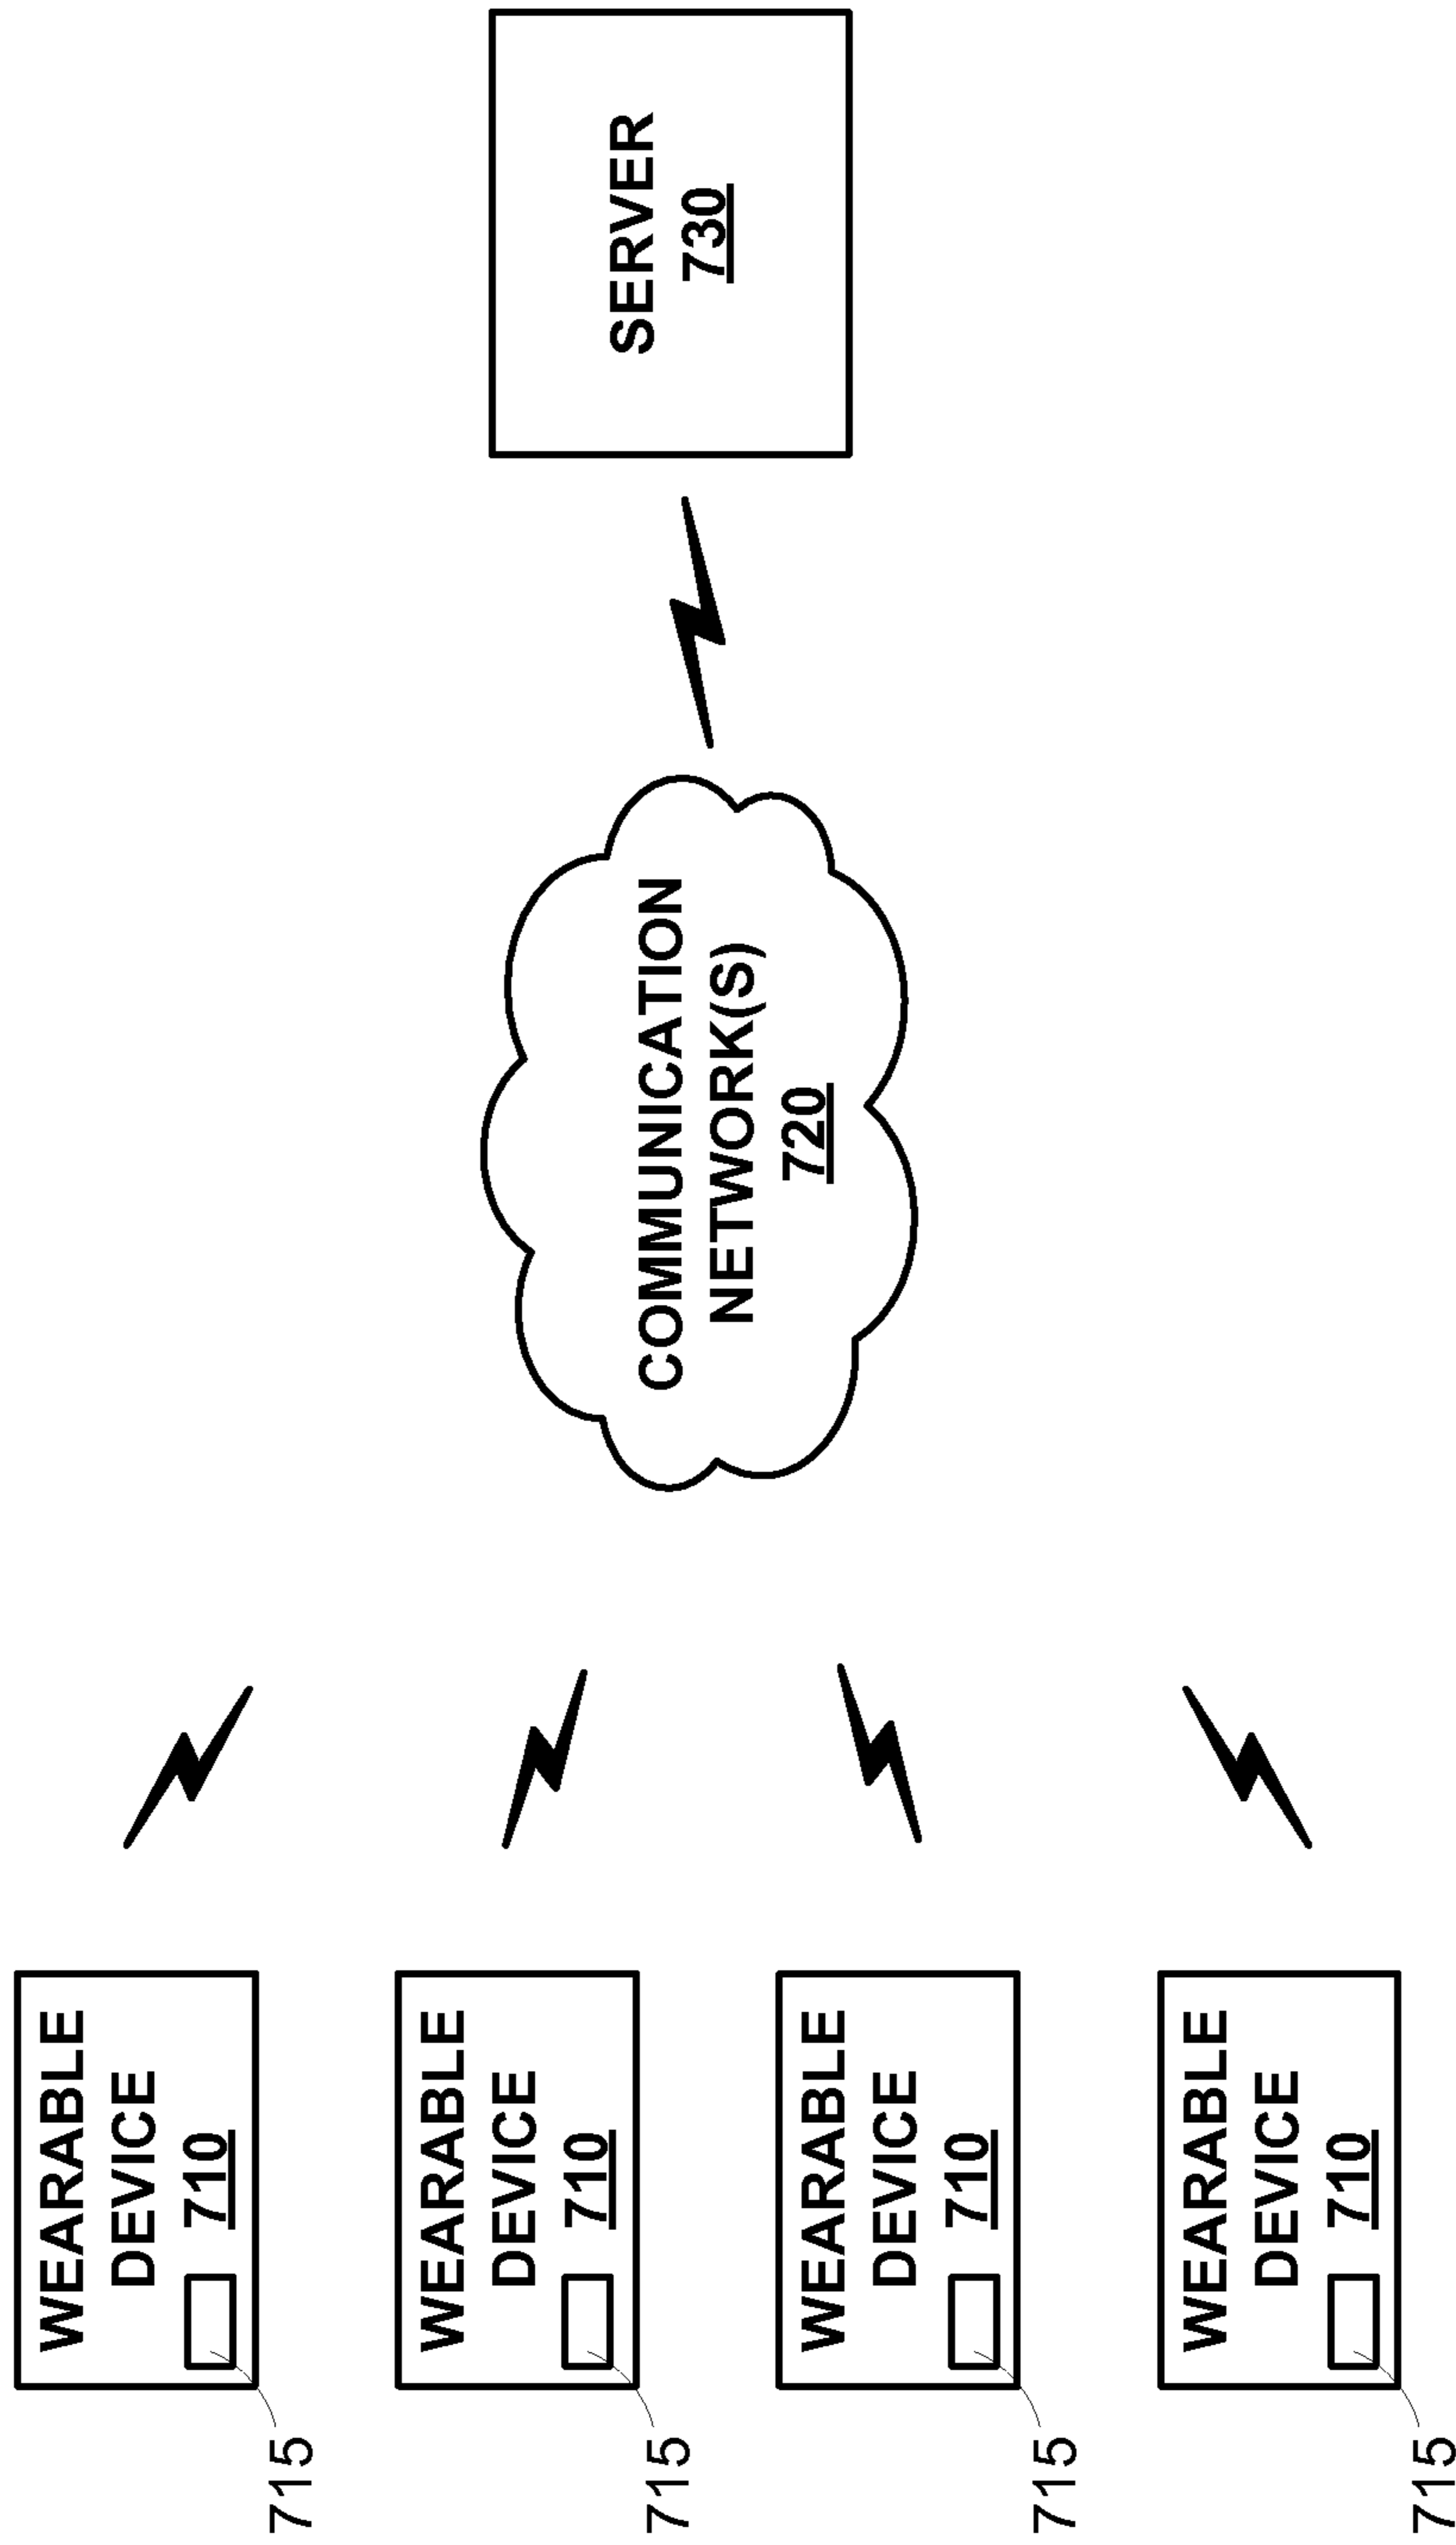 WEARABLE
DEVICE
710
715
WEARABLE
DEVICE
710
715
WEARABLE
DEVICE
710
715
WEARABLE
DEVICE
710
715
COMMUNICATION
NETWORK(S)
720
SERVER
730